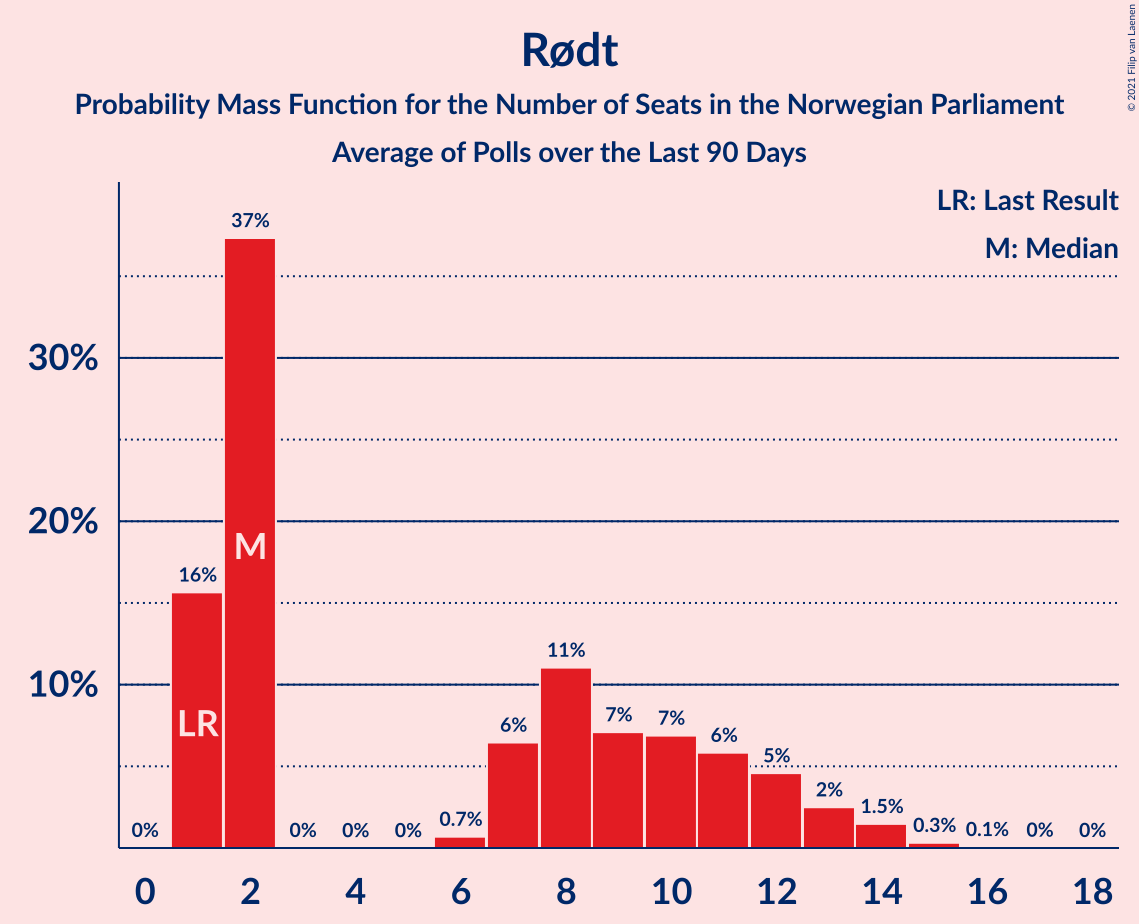 Rødt
Probability Mass Function for the Number of Seats in the Norwegian Parliament
Average of Polls over the Last 90 Days
© 2021 Filip van Laenen
LR: Last Result
M: Median
30%
20%
10%
0%
16%
37%
0%
0%
0%
0.7%
6%
11%
7%
7%
6%
5%
2%
1.5%
0.3%
0.1%
0%
0%
LR
M
0 2 4 6 8 10 12 14 16 18